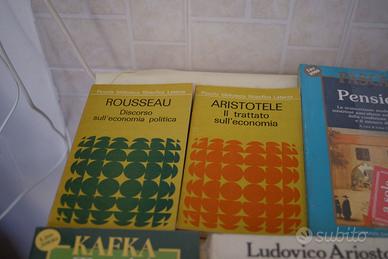 Piccola biblioteca filosofica Laterza
ROUSSEAU
Discorso
sull'economia politica
Piccola biblioteca filosofica Laterza
ARISTOTELE
Il trattato
sull'economia
PASC
Pensie
KAFKA
Ludovico Ariost
subito